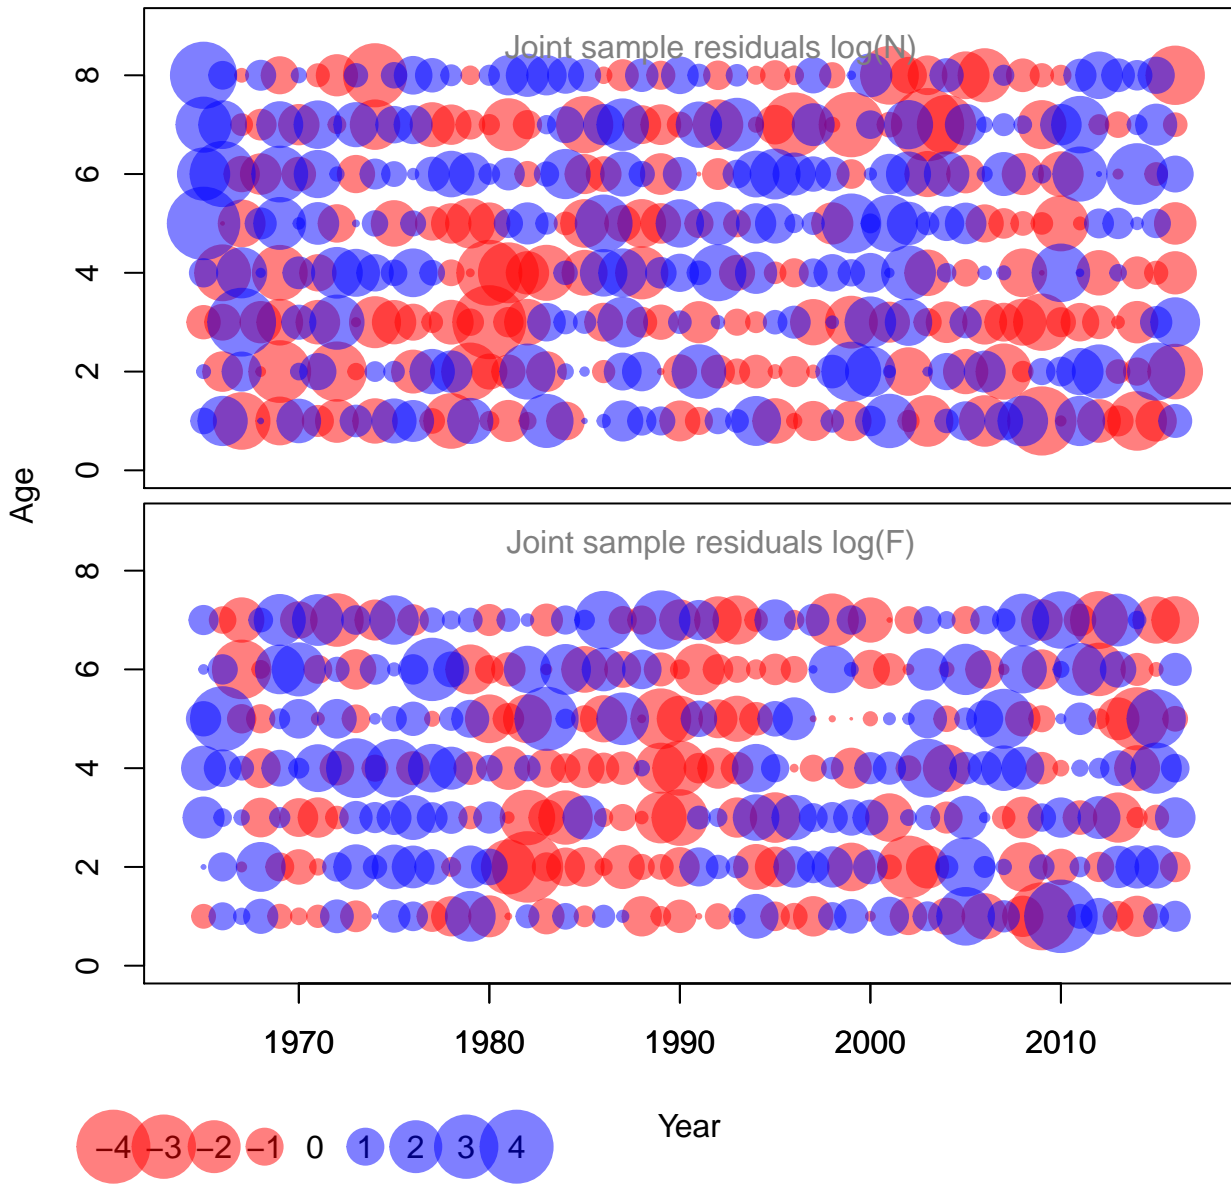 Joint sample residuals log(N)
8
6
4
2
0
Age
Joint sample residuals log(F)
8
6
4
2
0
1970 1980 1990 2000 2010
Year
−4 −3 −2 −1 0 1 2 3 4